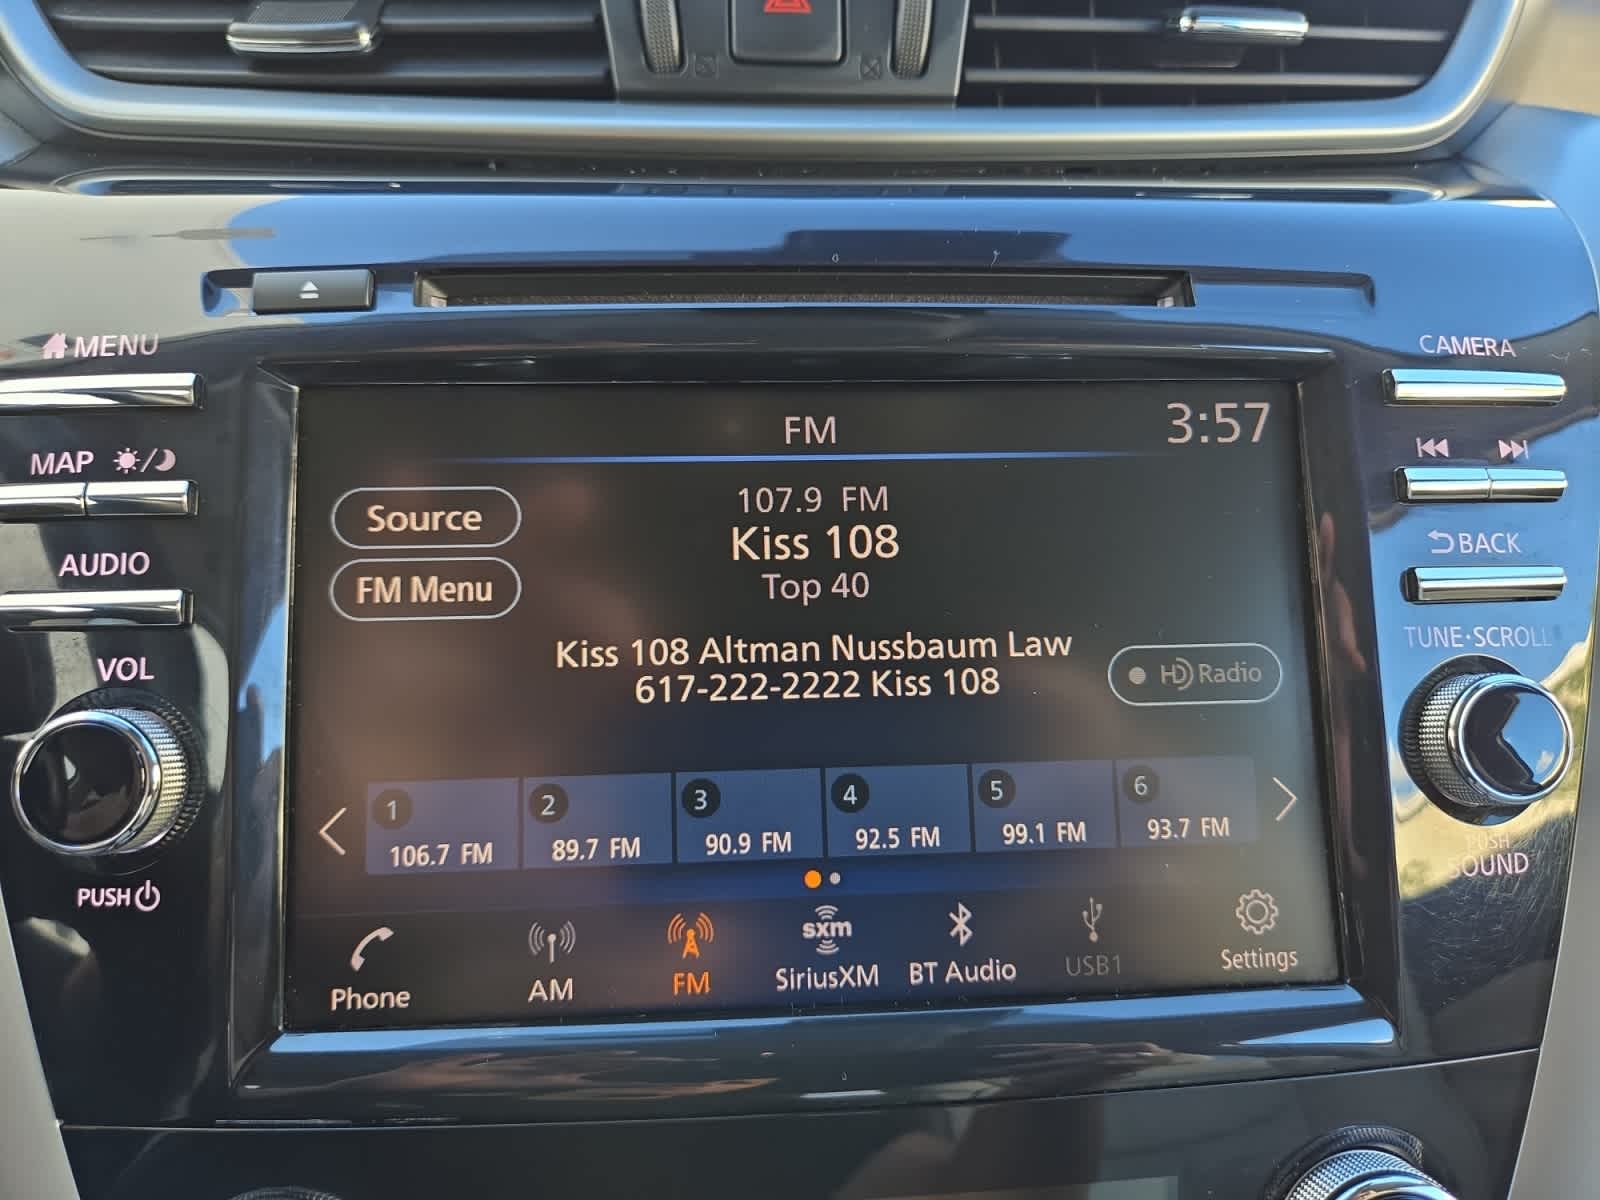 MENU
CAMERA
FM
3:57
MAP
107.9 FM
Source
Kiss 108
BACK
AUDIO
FM Menu
Top 40
Kiss 108 Altman Nussbaum Law
617-222-2222 Kiss 108
TUNE·SCROLL
VOL
HD Radio
1
2
3
4
5
6
106.7 FM
89.7 FM
90.9 FM
92.5 FM
99.1 FM
93.7 FM
PUSH
PUSH
SOUND
sxm
Phone
AM
FM
SiriusXM
BT Audio
USB1
Settings